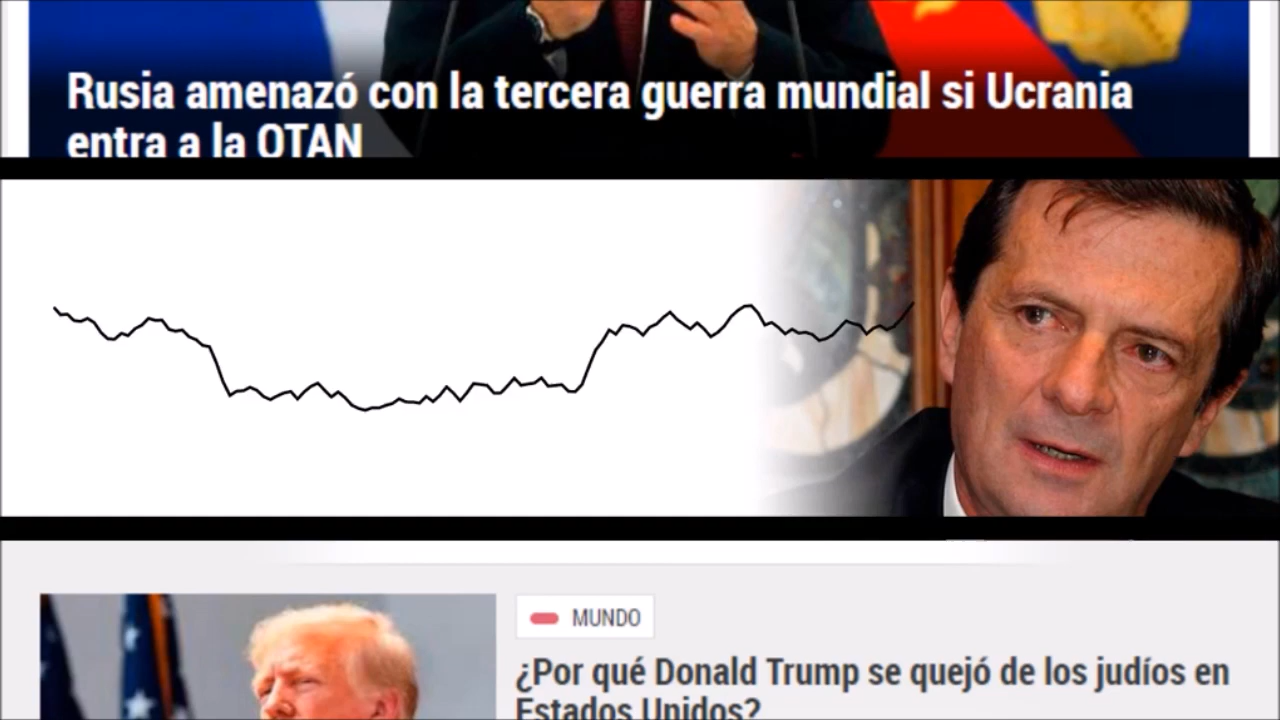 Rusia amenazó con la tercera guerra mundial si Ucrania
entra a la OTAN
MUNDO
¿Por qué Donald Trump se quejó de los judíos en
Estados Unidos?